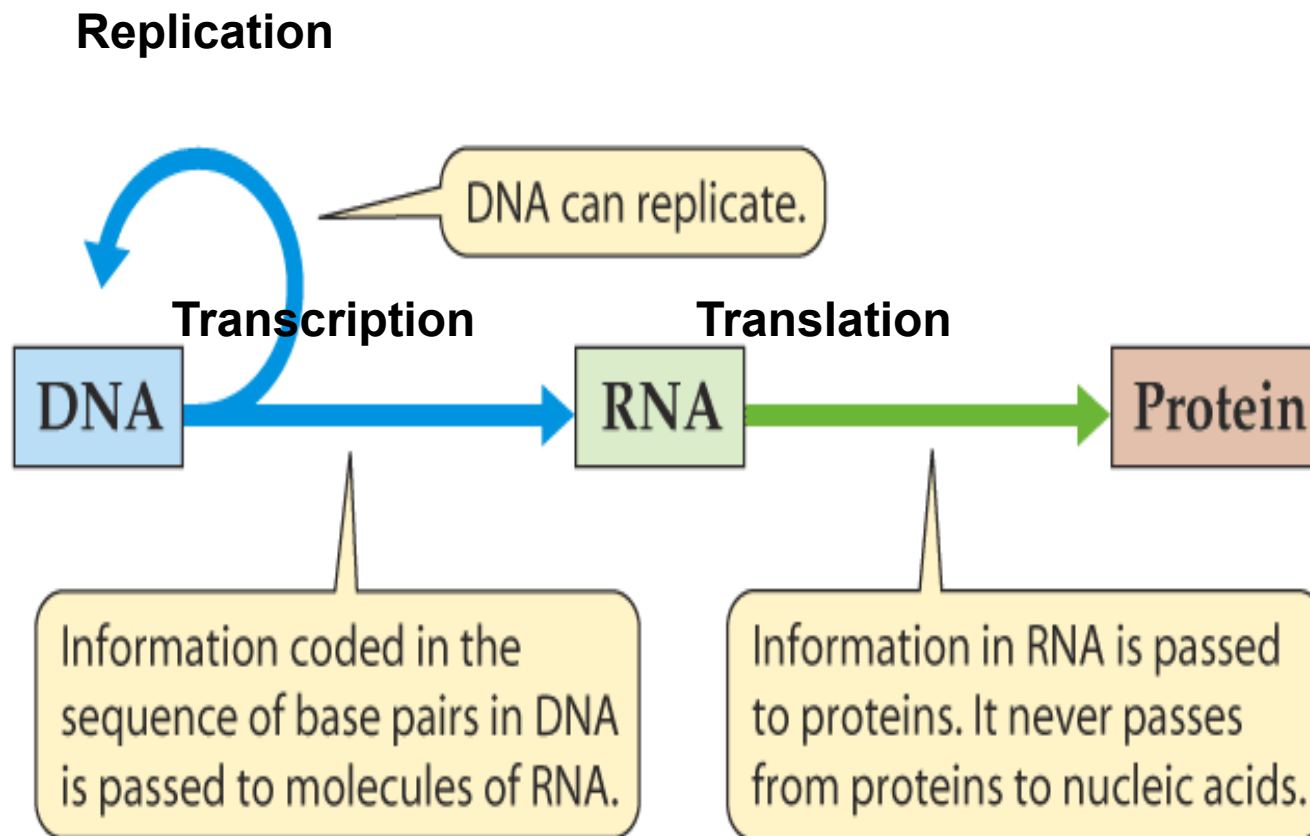 Replication
DNA can replicate.
Transcription
Translation
DNA
RNA
Protein
Information coded in the
sequence of base pairs in DNA
is passed to molecules of RNA.
Information in RNA is passed
to proteins. It never passes
from proteins to nucleic acids.